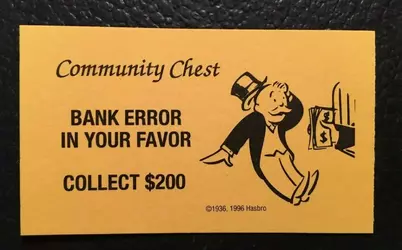 Community Chest
BANK ERROR
IN YOUR FAVOR
COLLECT $200
$
$
©1936, 1996 Hasbro